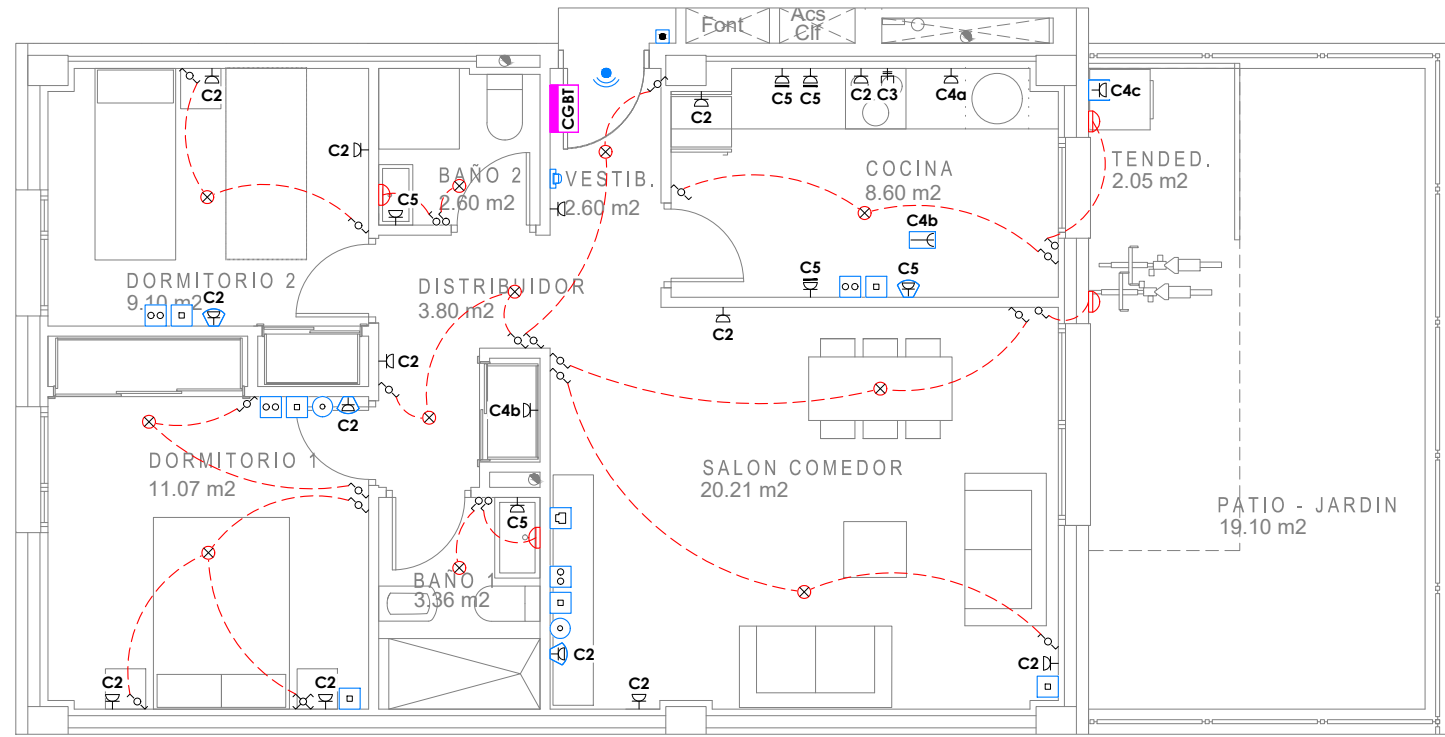 Font
Acs
Clf
C2
CGBT
C2
C5
C5
C2
C3
C4a
C4c
C2
BAÑO 2
2.60 m2
C5
VESTIB.
2.60 m2
COCINA
8.60 m2
TENDED.
2.05 m2
C4b
DORMITORIO 2
9.10 m2
C2
DISTRIBUIDOR
3.80 m2
C5
C5
C2
C2
C4b
C2
DORMITORIO 1
11.07 m2
SALON COMEDOR
20.21 m2
PATIO - JARDIN
19.10 m2
C5
BAÑO 1
3.36 m2
C2
C2
C2
C2
C2